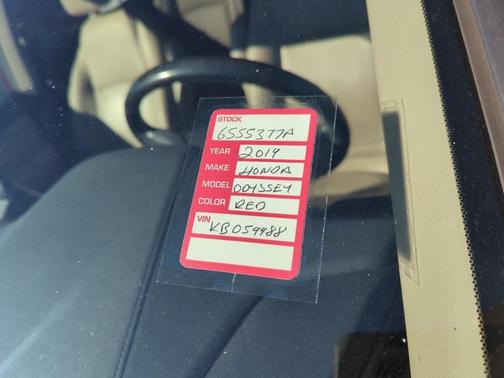 STOCK
6555377A
YEAR 2019
MAKE HONDA
MODEL ODYSSEY
COLOR RED
VIN
KB059488